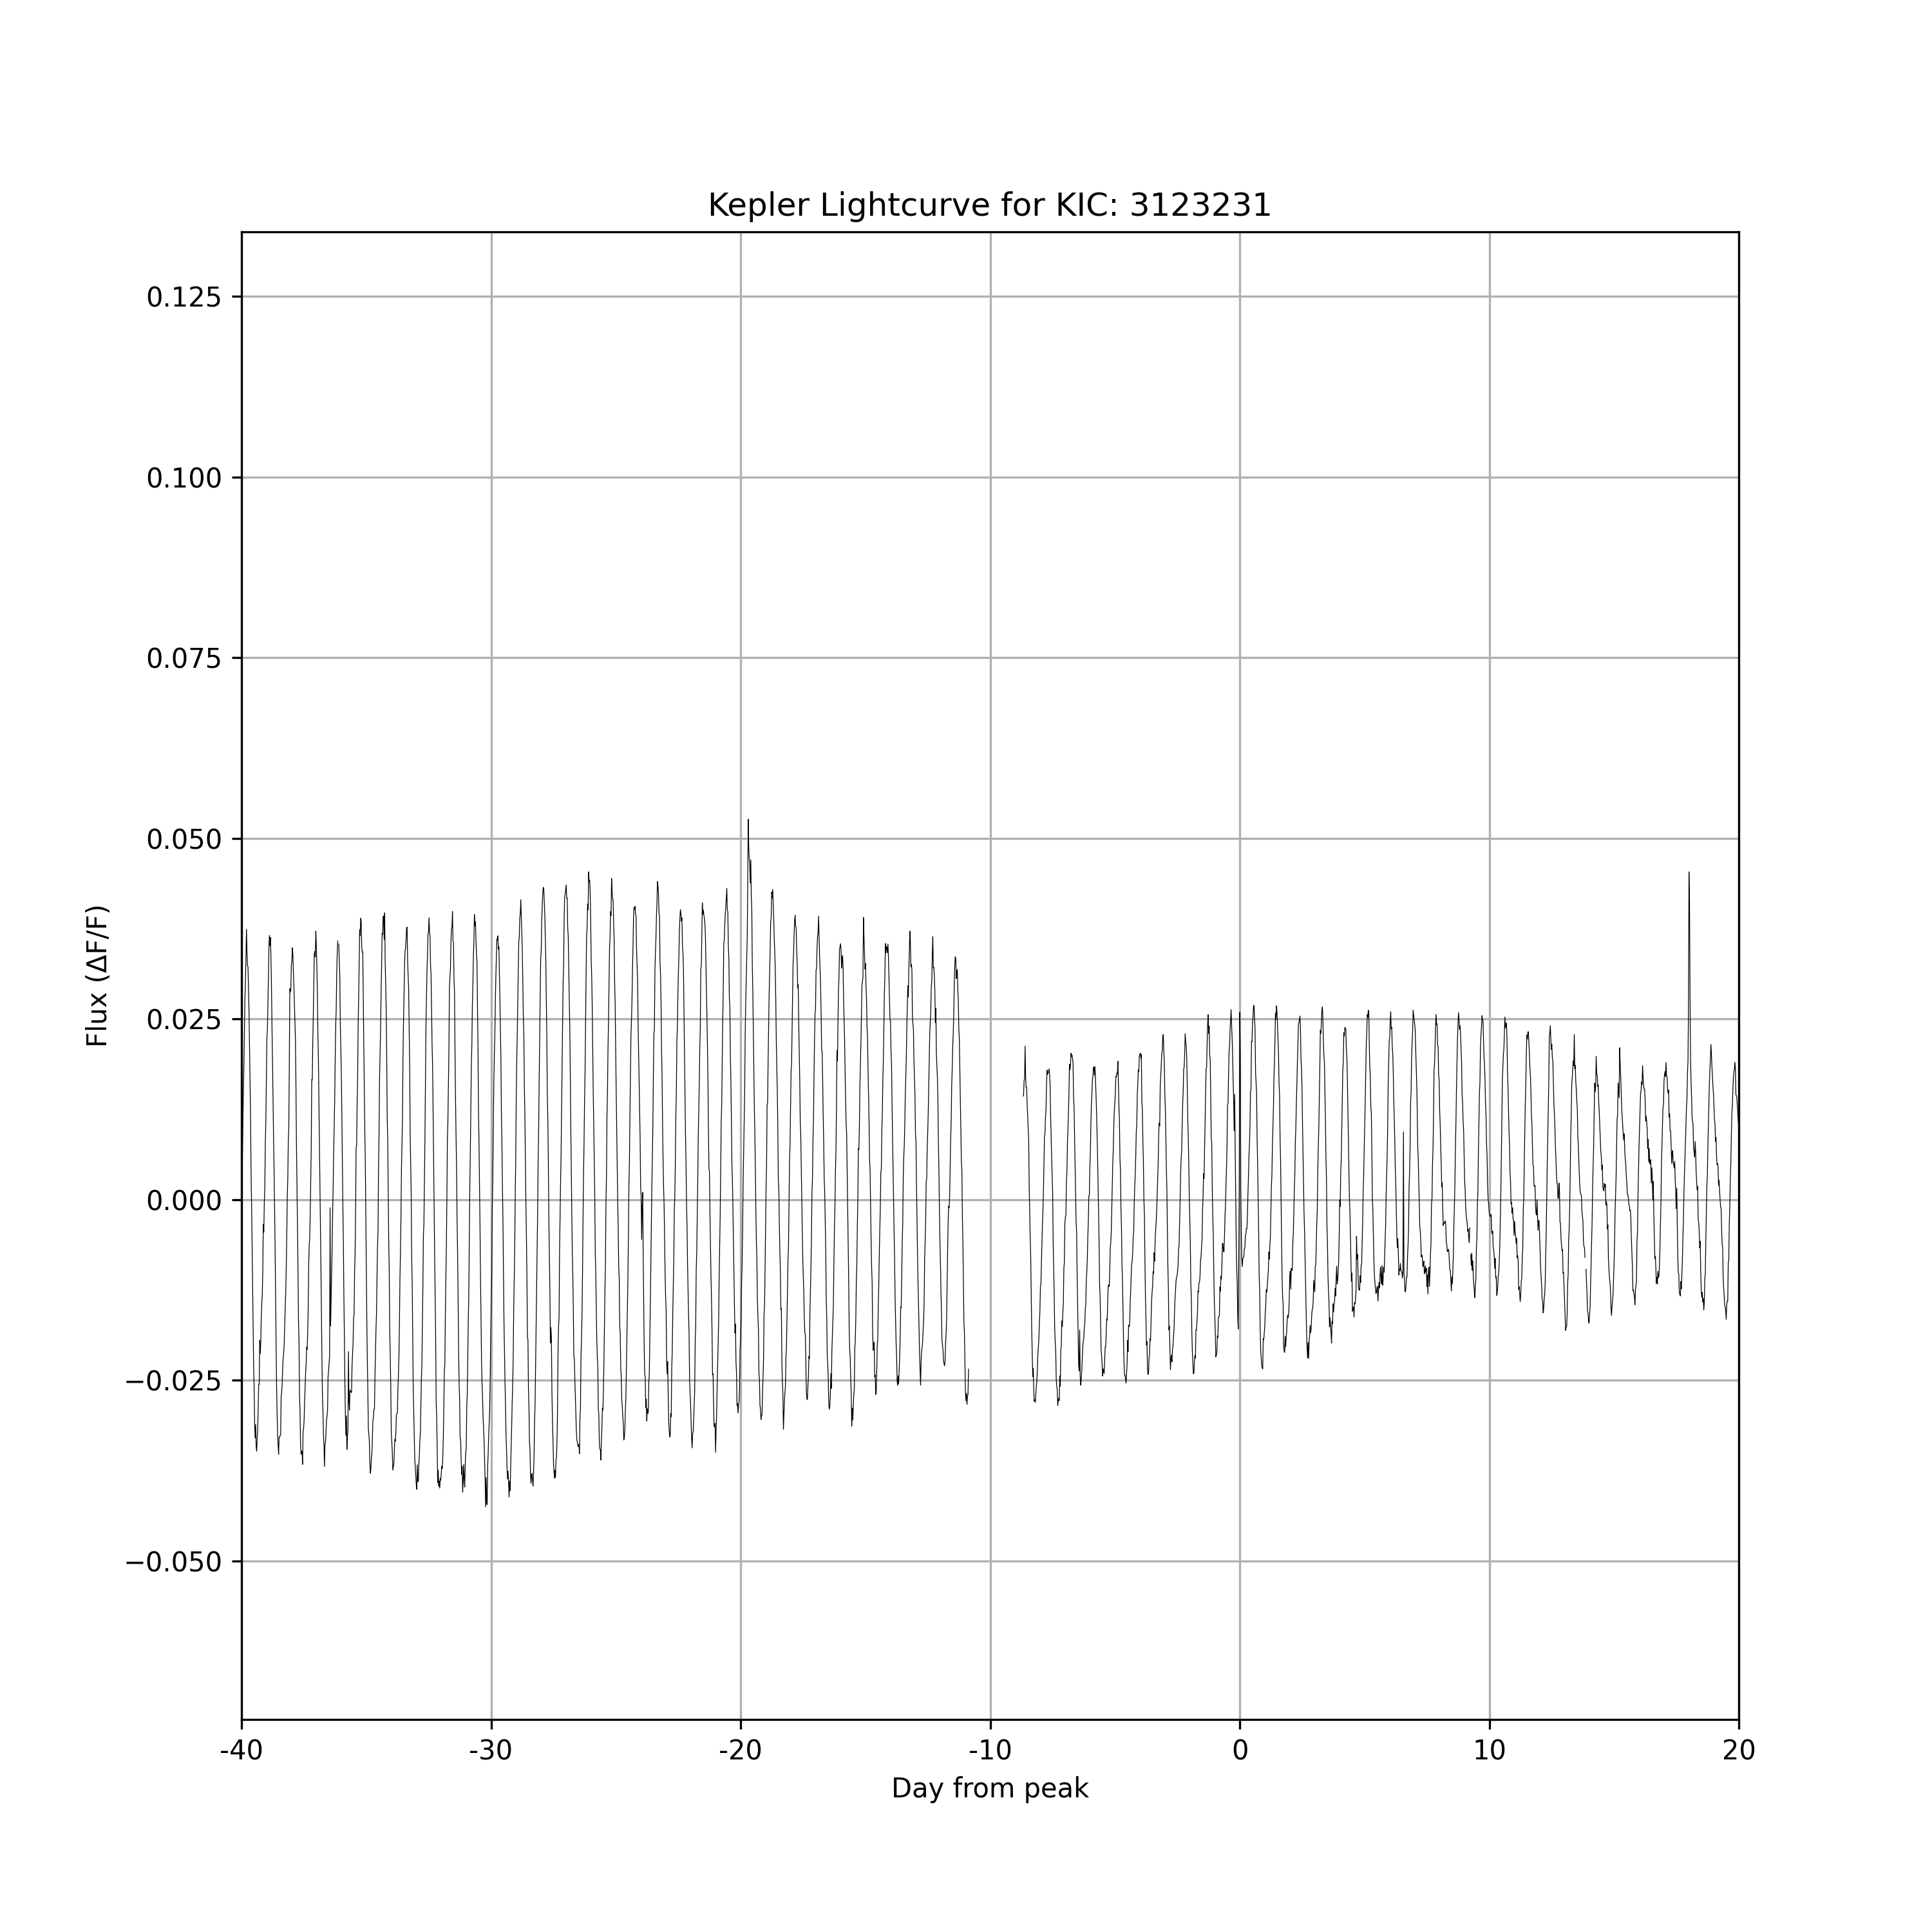 Kepler Lightcurve for KIC: 3123231
0.125
0.100
0.075
0.050
0.025
0.000
−0.025
−0.050
Flux (ΔF/F)
-40 -30 -20 -10 0 10 20
Day from peak